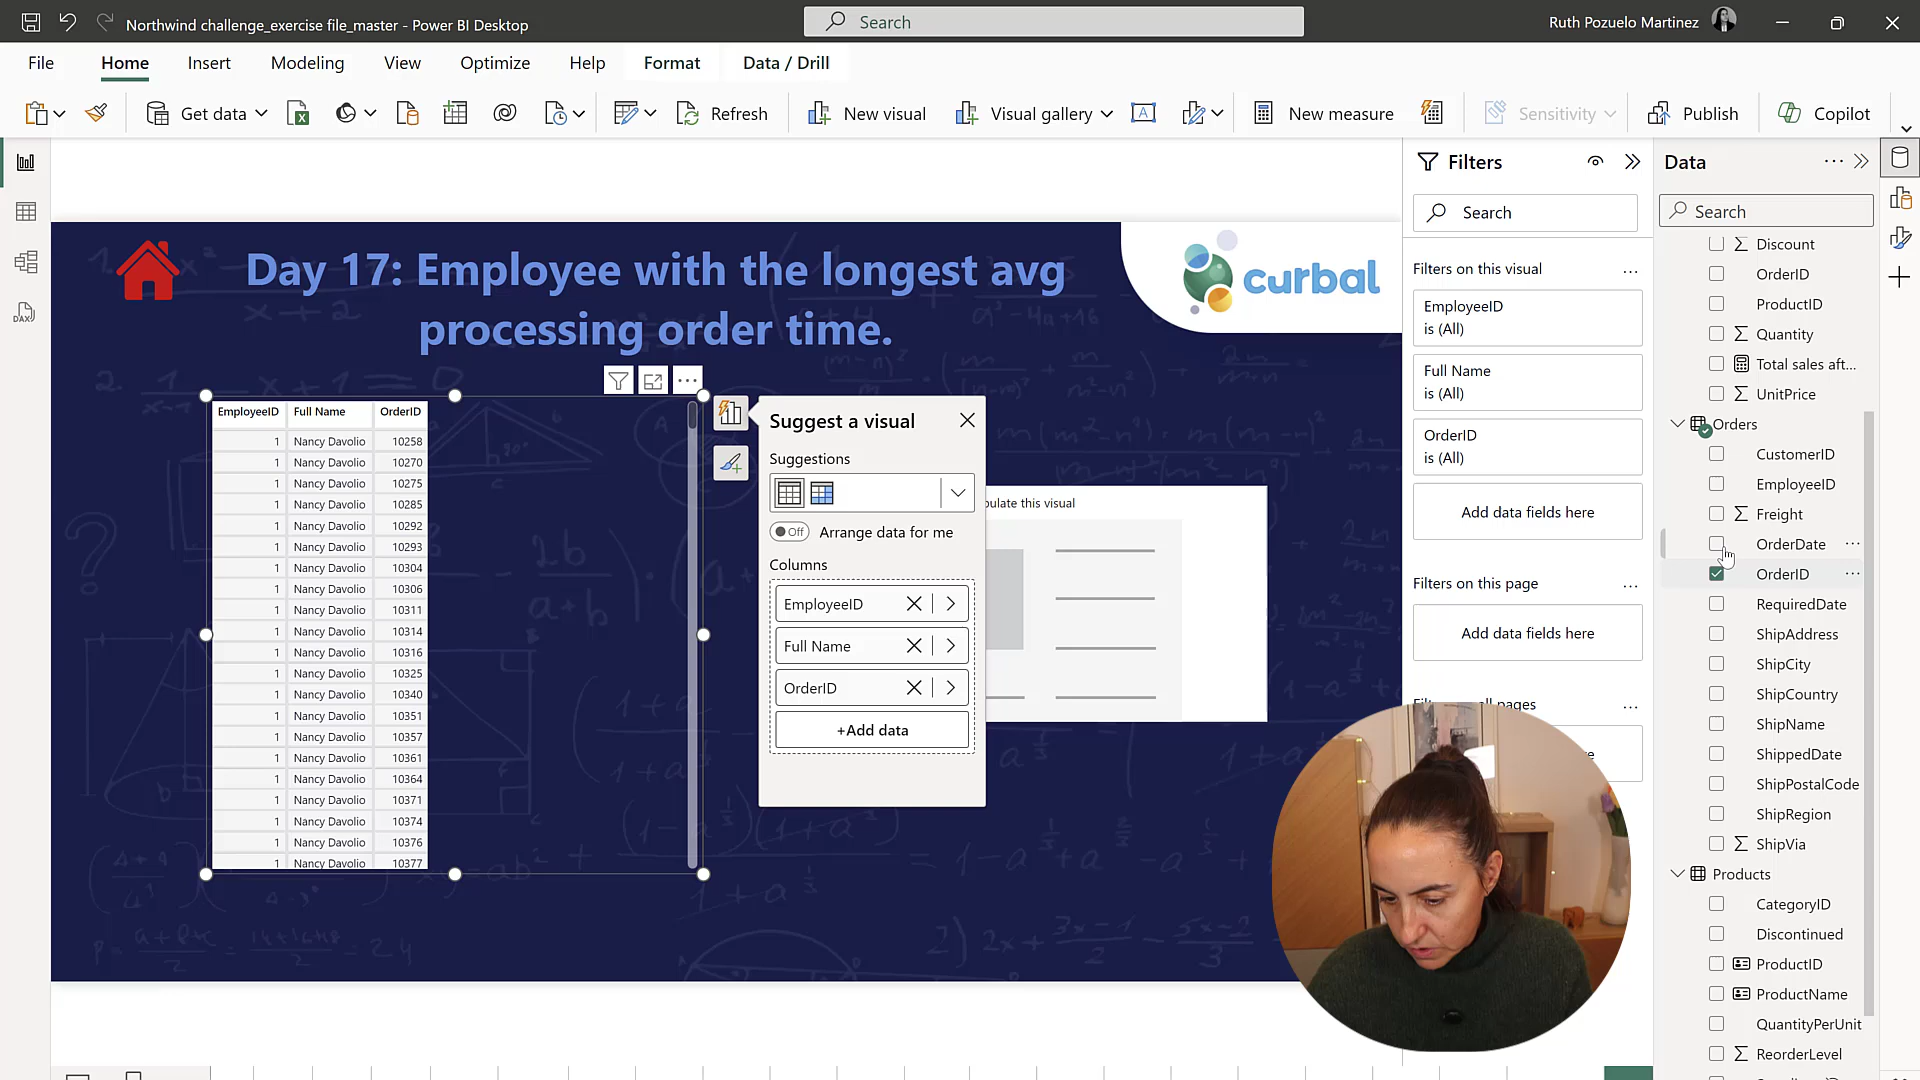 Northwind challenge_exercise file_master - Power BI Desktop
Search
Ruth Pozuelo Martinez
File
Home
Insert
Modeling
View
Optimize
Help
Format
Data / Drill
Get data
Refresh
New visual
Visual gallery
New measure
Sensitivity
Publish
Copilot
Day 17: Employee with the longest avg
processing order time.
curbal
EmployeeID Full Name OrderID
1 Nancy Davolio 10258
1 Nancy Davolio 10270
1 Nancy Davolio 10275
1 Nancy Davolio 10285
1 Nancy Davolio 10292
1 Nancy Davolio 10293
1 Nancy Davolio 10304
1 Nancy Davolio 10306
1 Nancy Davolio 10311
1 Nancy Davolio 10314
1 Nancy Davolio 10316
1 Nancy Davolio 10325
1 Nancy Davolio 10340
1 Nancy Davolio 10351
1 Nancy Davolio 10357
1 Nancy Davolio 10361
1 Nancy Davolio 10364
1 Nancy Davolio 10371
1 Nancy Davolio 10374
1 Nancy Davolio 10376
1 Nancy Davolio 10377
Suggest a visual
Suggestions
Off Arrange data for me
Columns
EmployeeID
Full Name
OrderID
+Add data
this visual
Filters
Search
Filters on this visual
EmployeeID
is (All)
Full Name
is (All)
OrderID
is (All)
Add data fields here
Filters on this page
Add data fields here
pages
Data
Search
Discount
OrderID
ProductID
Quantity
Total sales aft...
UnitPrice
Orders
CustomerID
EmployeeID
Freight
OrderDate
OrderID
RequiredDate
ShipAddress
ShipCity
ShipCountry
ShipName
ShippedDate
ShipPostalCode
ShipRegion
ShipVia
Products
CategoryID
Discontinued
ProductID
ProductName
QuantityPerUnit
ReorderLevel